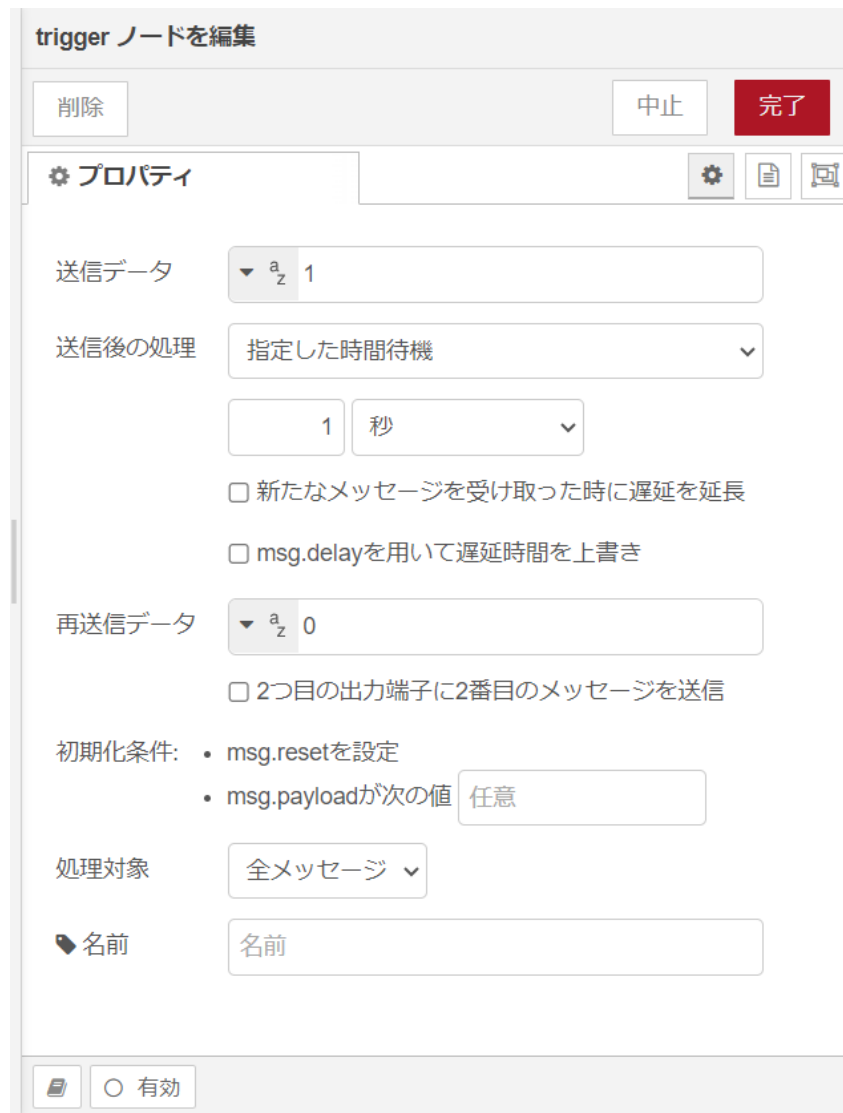 trigger ノードを編集
削除
中止
完了
プロパティ
送信データ
az 1
送信後の処理
指定した時間待機
1 秒
新たなメッセージを受け取った時に遅延を延長
msg.delayを用いて遅延時間を上書き
再送信データ
az 0
2つ目の出力端子に2番目のメッセージを送信
初期化条件: • msg.resetを設定
• msg.payloadが次の値 任意
処理対象
全メッセージ
名前
名前
有効